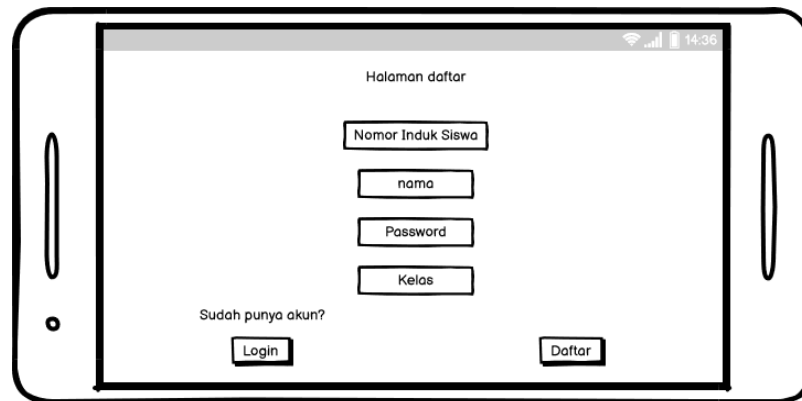 14:36
Halaman daftar
Nomor Induk Siswa
nama
Password
Kelas
Sudah punya akun?
Login
Daftar